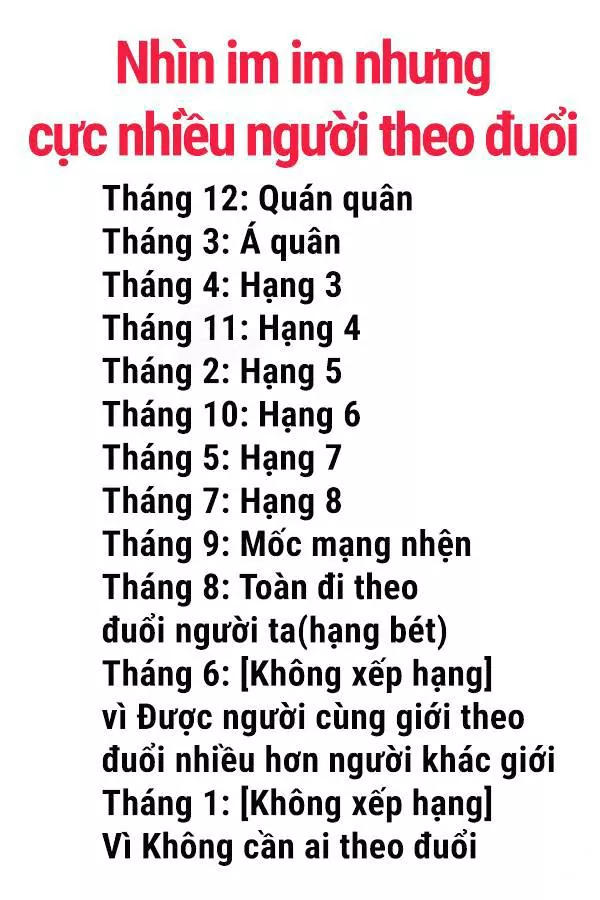 Nhìn im im nhưng
cực nhiều người theo đuổi
Tháng 12: Quán quân
Tháng 3: Á quân
Tháng 4: Hạng 3
Tháng 11: Hạng 4
Tháng 2: Hạng 5
Tháng 10: Hạng 6
Tháng 5: Hạng 7
Tháng 7: Hạng 8
Tháng 9: Mốc mạng nhện
Tháng 8: Toàn đi theo
đuổi người ta(hạng bét)
Tháng 6: [Không xếp hạng]
vì Được người cùng giới theo
đuổi nhiều hơn người khác giới
Tháng 1: [Không xếp hạng]
Vì Không cần ai theo đuổi